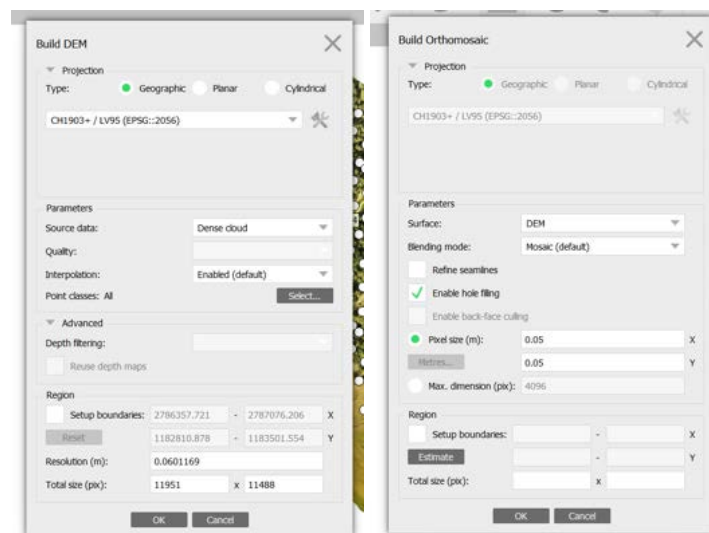 Build DEM
Projection
Type: Geographic Planar Cylindrical
CH1903+ / LV95 (EPSG::2056)
Parameters
Source data: Dense cloud
Quality:
Interpolation: Enabled (default)
Point classes: All Select...
Advanced
Depth filtering:
Reuse depth maps
Region
Setup boundaries: 2786357.721 - 2787076.206 X
Reset 1182810.878 - 1183501.554 Y
Resolution (m): 0.0601169
Total size (pix): 11951 x 11488
OK Cancel
Build Orthomosaic
Projection
Type: Geographic Planar Cylindrical
CH1903+ / LV95 (EPSG::2056)
Parameters
Surface: DEM
Blending mode: Mosaic (default)
Refine seamlines
Enable hole filling
Enable back-face culling
Pixel size (m): 0.05 X
Metres... 0.05 Y
Max. dimension (pix): 4096
Region
Setup boundaries: - X
Estimate - Y
Total size (pix): x
OK Cancel